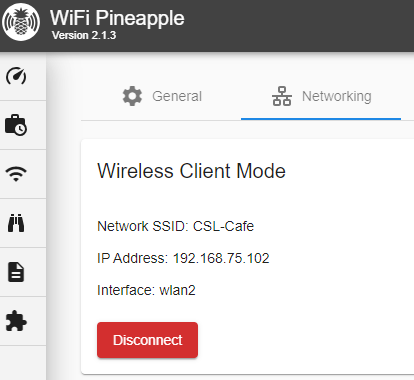 WiFi Pineapple
Version 2.1.3
General
Networking
Wireless Client Mode
Network SSID: CSL-Cafe
IP Address: 192.168.75.102
Interface: wlan2
Disconnect